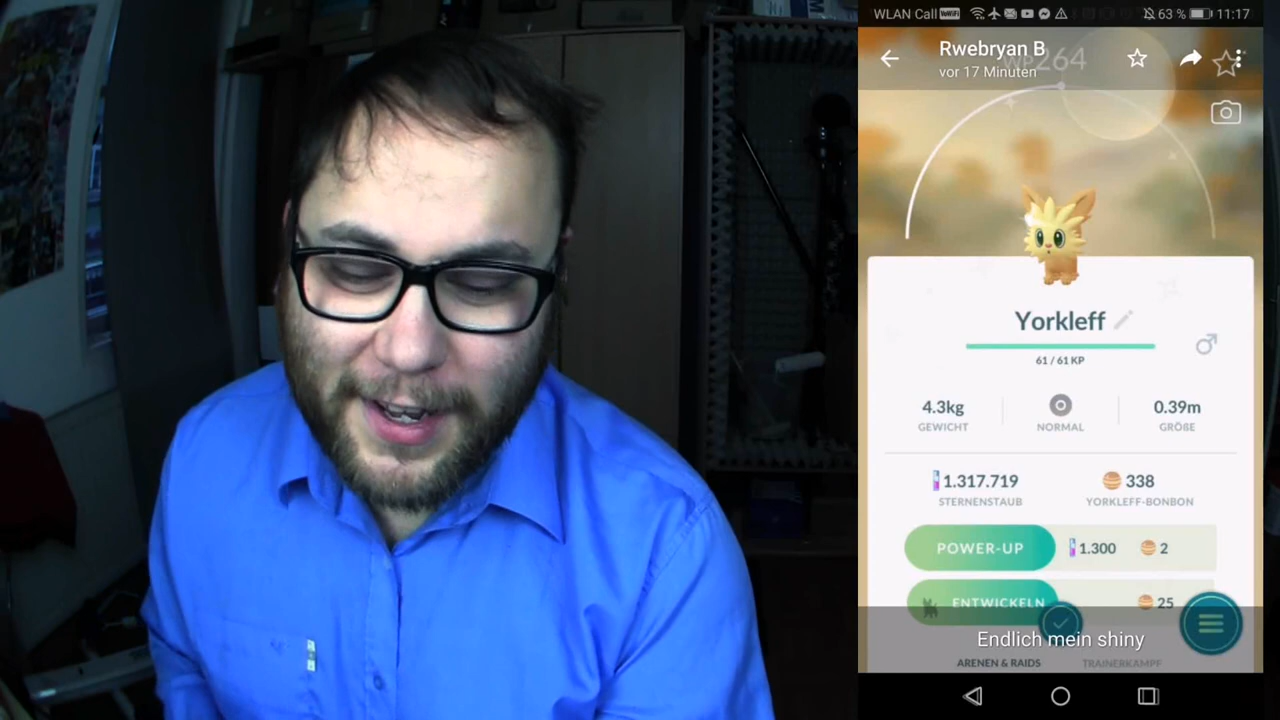 WLAN Call VoWiFi 63 % 11:17
Rwebryan B
WP264
vor 17 Minuten
Yorkleff
61 / 61 KP
4.3kg
GEWICHT
NORMAL
0.39m
GRÖßE
1.317.719
STERNENSTAUB
338
YORKLEFF-BONBON
POWER-UP
1.300
2
ENTWICKELN
25
Endlich mein shiny
ARENEN & RAIDS
TRAINERKAMPF